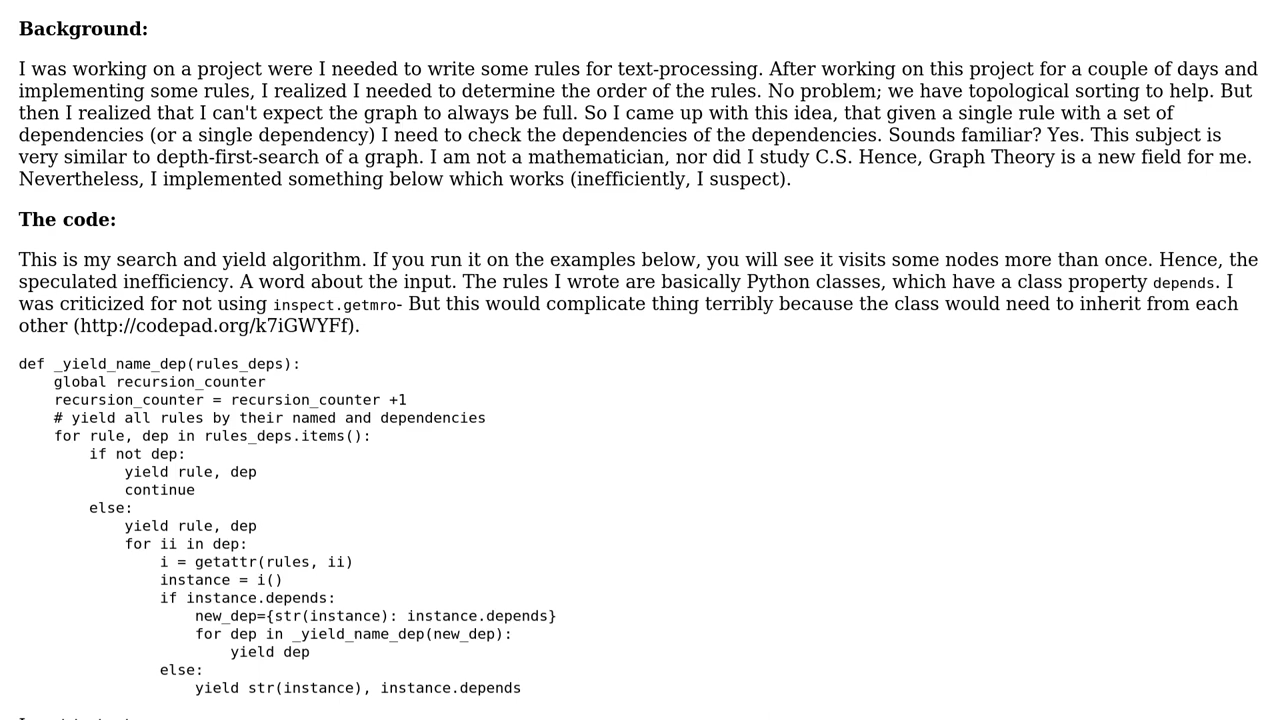 Background:
I was working on a project were I needed to write some rules for text-processing. After working on this project for a couple of days and
implementing some rules, I realized I needed to determine the order of the rules. No problem; we have topological sorting to help. But
then I realized that I can't expect the graph to always be full. So I came up with this idea, that given a single rule with a set of
dependencies (or a single dependency) I need to check the dependencies of the dependencies. Sounds familiar? Yes. This subject is
very similar to depth-first-search of a graph. I am not a mathematician, nor did I study C.S. Hence, Graph Theory is a new field for me.
Nevertheless, I implemented something below which works (inefficiently, I suspect).
The code:
This is my search and yield algorithm. If you run it on the examples below, you will see it visits some nodes more than once. Hence, the
speculated inefficiency. A word about the input. The rules I wrote are basically Python classes, which have a class property depends. I
was criticized for not using inspect.getmro- But this would complicate thing terribly because the class would need to inherit from each
other (http://codepad.org/k7iGWYFf).
def _yield_name_dep(rules_deps):
    global recursion_counter
    recursion_counter = recursion_counter +1
    # yield all rules by their named and dependencies
    for rule, dep in rules_deps.items():
        if not dep:
            yield rule, dep
            continue
        else:
            yield rule, dep
            for ii in dep:
                i = getattr(rules, ii)
                instance = i()
                if instance.depends:
                    new_dep={str(instance): instance.depends}
                    for dep in _yield_name_dep(new_dep):
                        yield dep
                else:
                    yield str(instance), instance.depends